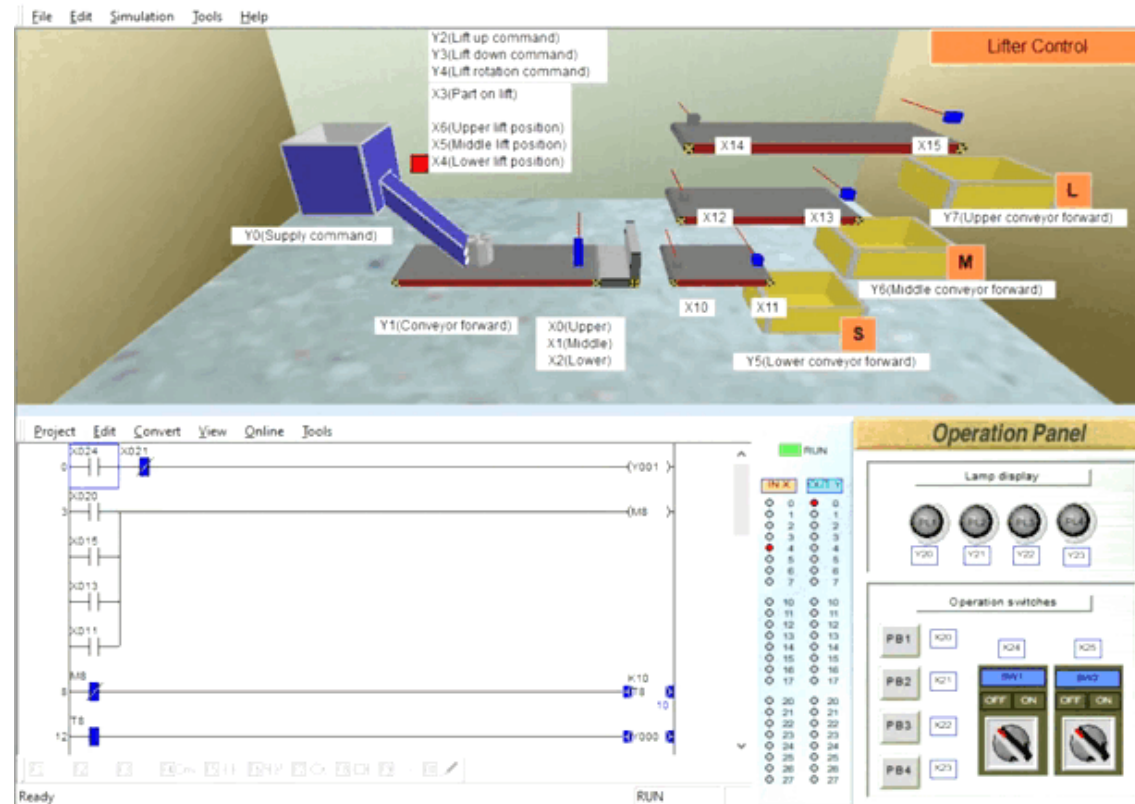 File Edit Simulation Tools Help
Lifter Control
Y2(Lift up command)
Y3(Lift down command)
Y4(Lift rotation command)
X3(Part on lift)
X6(Upper lift position)
X5(Middle lift position)
X4(Lower lift position)
X14
X15
L
Y7(Upper conveyor forward)
X12
X13
M
Y6(Middle conveyor forward)
Y0(Supply command)
X10
X11
S
Y5(Lower conveyor forward)
Y1(Conveyor forward)
X0(Upper)
X1(Middle)
X2(Lower)
Project Edit Convert View Online Tools
X024 X021
0 (Y001)
X020
3 (M8)
X015
X013
X011
M8 K10
8 T8
10
T8
12 Y000
Ready
RUN
RUN
IN X OUT Y
0 0
1 1
2 2
3 3
4 4
5 5
6 6
7 7
10 10
11 11
12 12
13 13
14 14
15 15
16 16
17 17
20 20
21 21
22 22
23 23
24 24
25 25
26 26
27 27
Operation Panel
Lamp display
PL1 PL2 PL3 PL4
Y20 Y21 Y22 Y23
Operation switches
PB1 X20
PB2 X21
PB3 X22
PB4 X23
X24 X25
SW1 SW2
OFF ON OFF ON